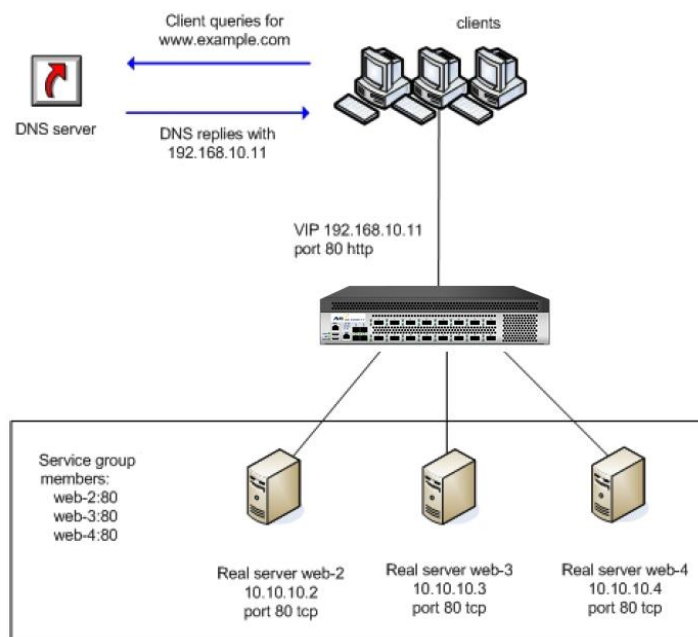 Client queries for
www.example.com
clients
DNS server
DNS replies with
192.168.10.11
VIP 192.168.10.11
port 80 http
Service group
members:
web-2:80
web-3:80
web-4:80
Real server web-2
10.10.10.2
port 80 tcp
Real server web-3
10.10.10.3
port 80 tcp
Real server web-4
10.10.10.4
port 80 tcp